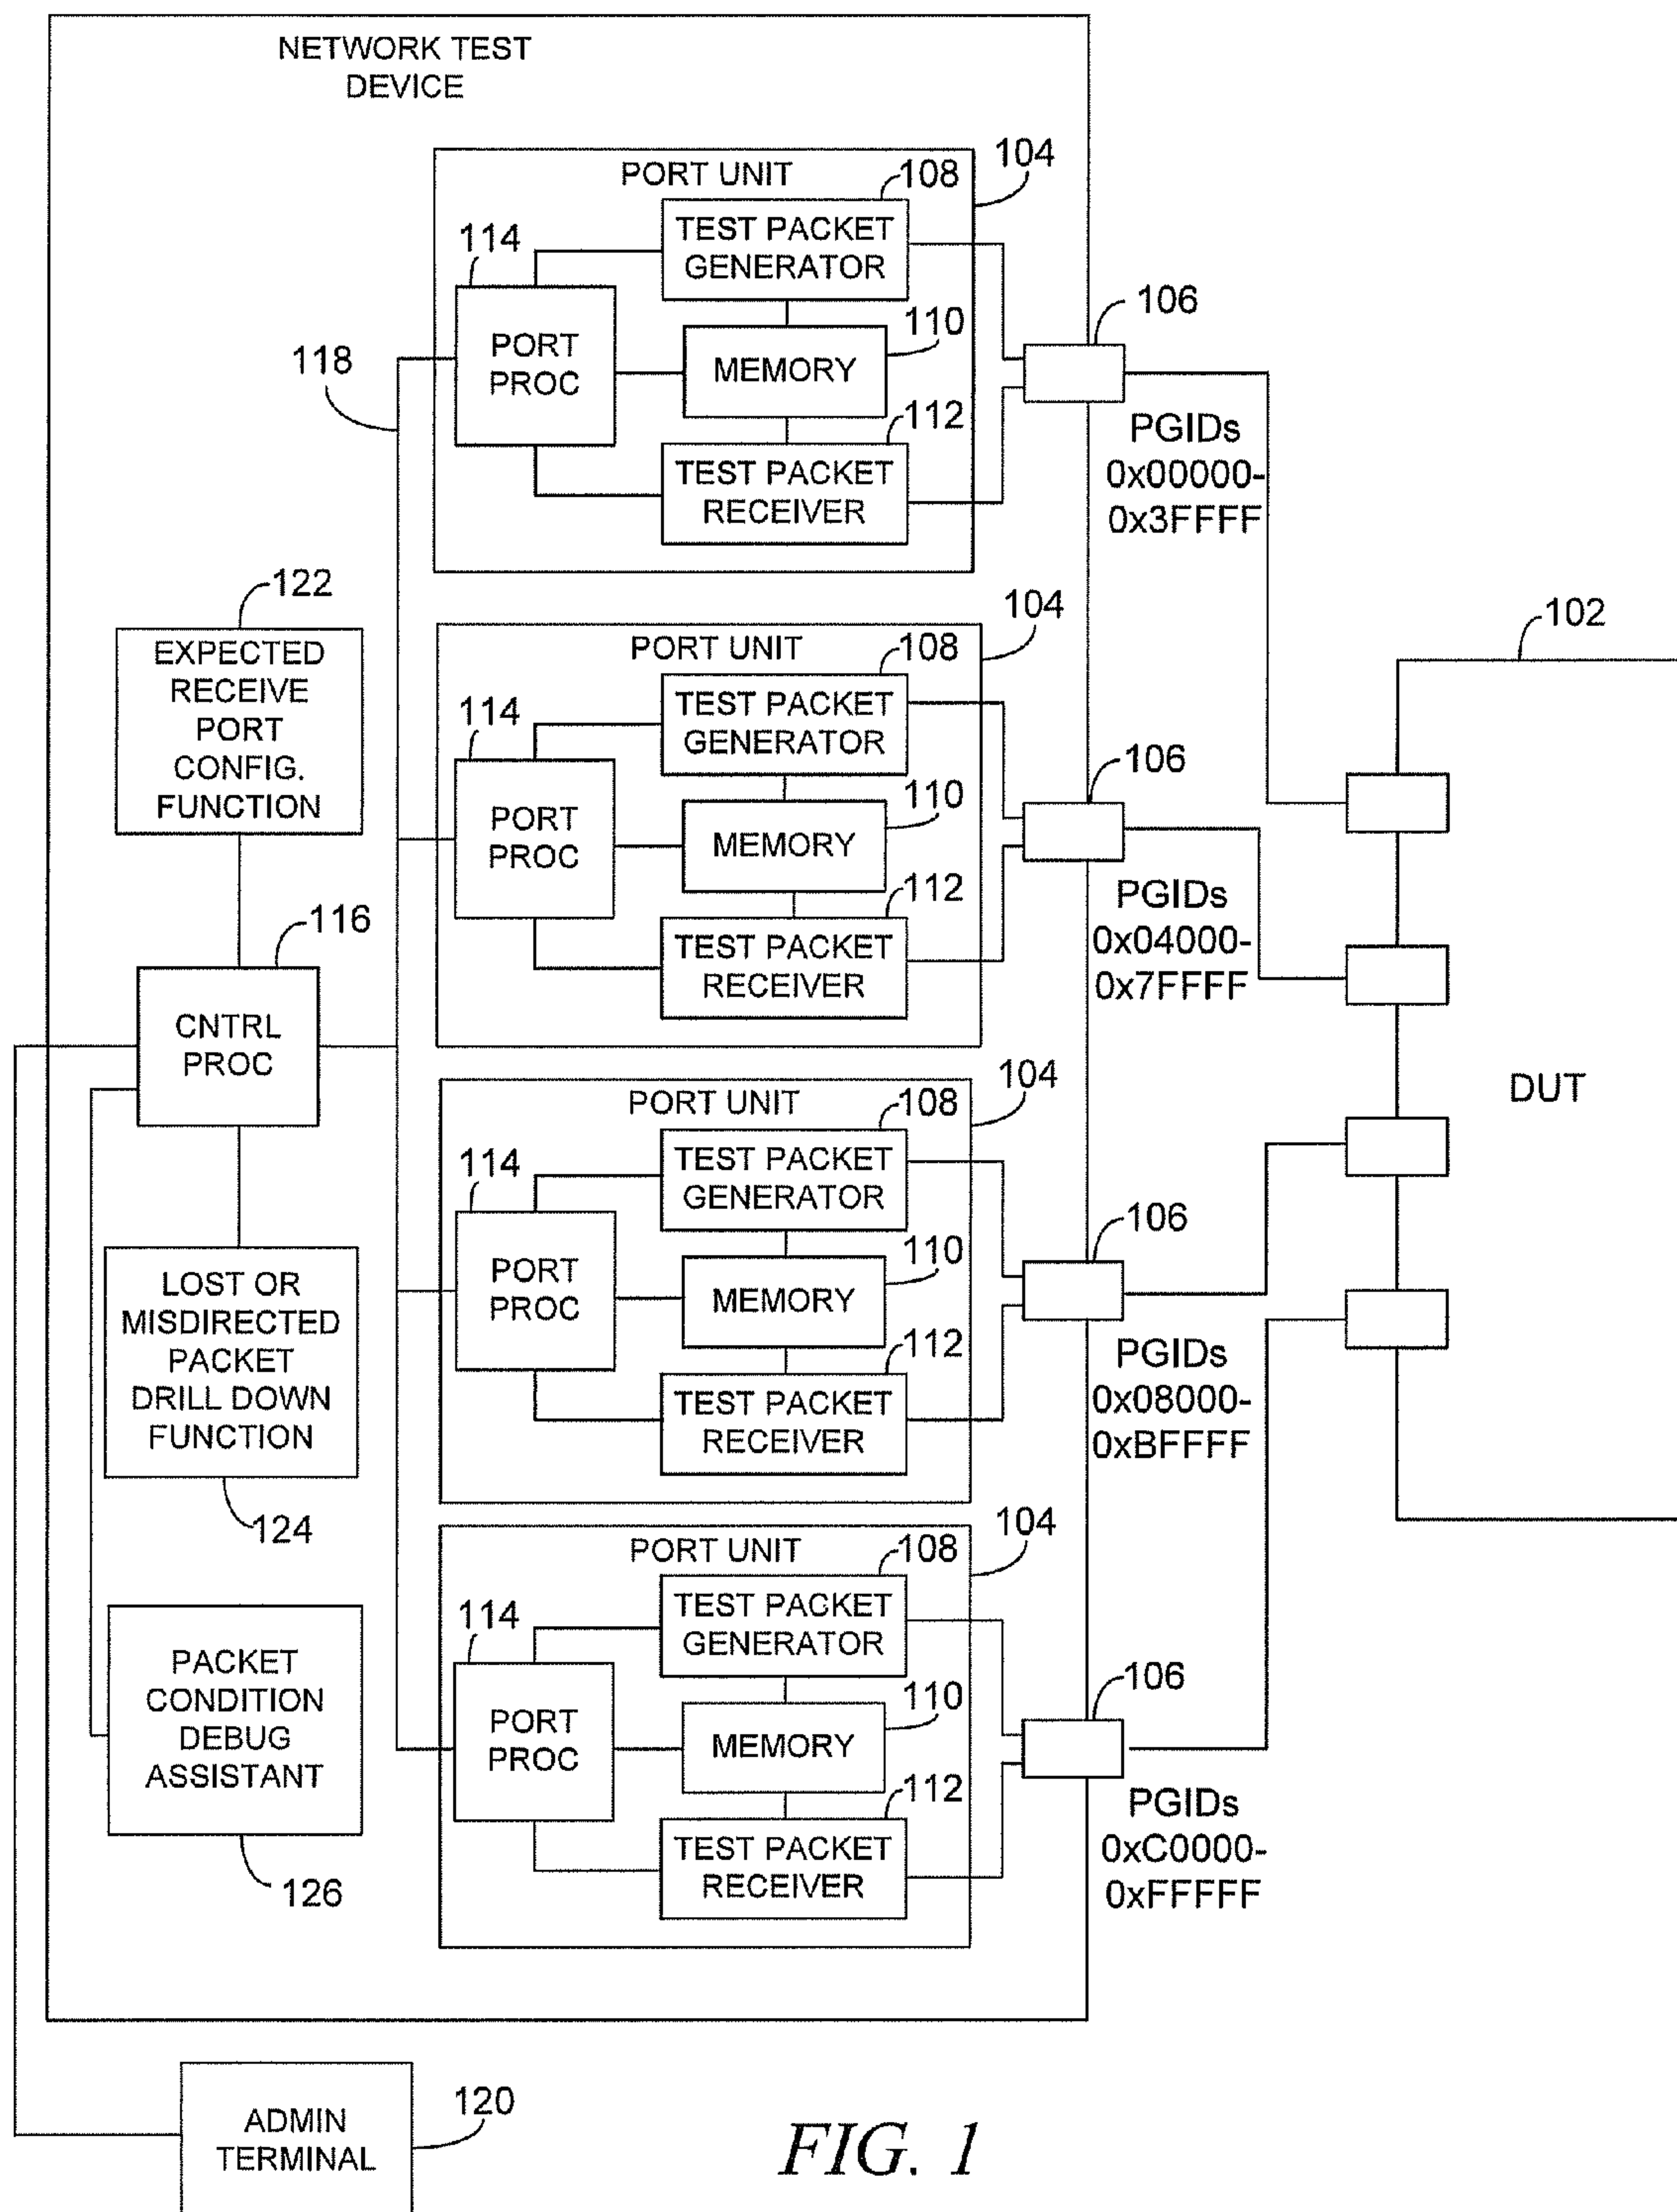 NETWORK TEST
DEVICE
PORT UNIT
104
108
TEST PACKET
GENERATOR
114
PORT
PROC
110
MEMORY
112
TEST PACKET
RECEIVER
106
118
PGIDs
0x00000-
0x3FFFF
122
EXPECTED
RECEIVE
PORT
CONFIG.
FUNCTION
PORT UNIT
104
108
TEST PACKET
GENERATOR
114
PORT
PROC
110
MEMORY
112
TEST PACKET
RECEIVER
106
PGIDs
0x04000-
0x7FFFF
102
DUT
116
CNTRL
PROC
PORT UNIT
104
108
TEST PACKET
GENERATOR
114
PORT
PROC
110
MEMORY
112
TEST PACKET
RECEIVER
106
PGIDs
0x08000-
0xBFFFF
LOST OR
MISDIRECTED
PACKET
DRILL DOWN
FUNCTION
124
PORT UNIT
104
108
TEST PACKET
GENERATOR
114
PORT
PROC
110
MEMORY
112
TEST PACKET
RECEIVER
106
PGIDs
0xC0000-
0xFFFFF
PACKET
CONDITION
DEBUG
ASSISTANT
126
ADMIN
TERMINAL
120
FIG. 1